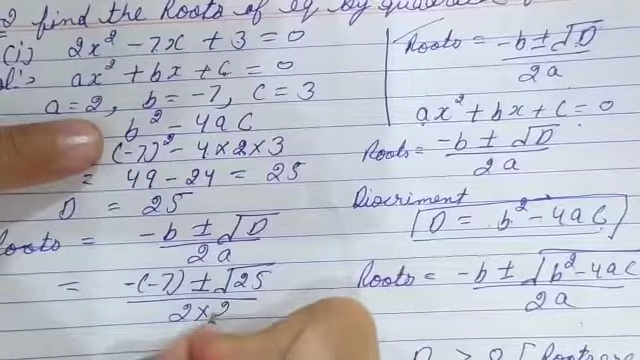 find the Roots of eq by quadratic
(i) 2x² - 7x + 3 = 0
ax² + bx + c = 0
a = 2, b = -7, c = 3
b² - 4ac
(-7)² - 4×2×3
= 49 - 24 = 25
D = 25
Roots = -b ± √D / 2a
= -(-7) ± √25 / 2×2
Roots = -b ± √D / 2a
ax² + bx + c = 0
Roots = -b ± √D / 2a
Discriment
D = b² - 4ac
Roots = -b ± √b² - 4ac / 2a